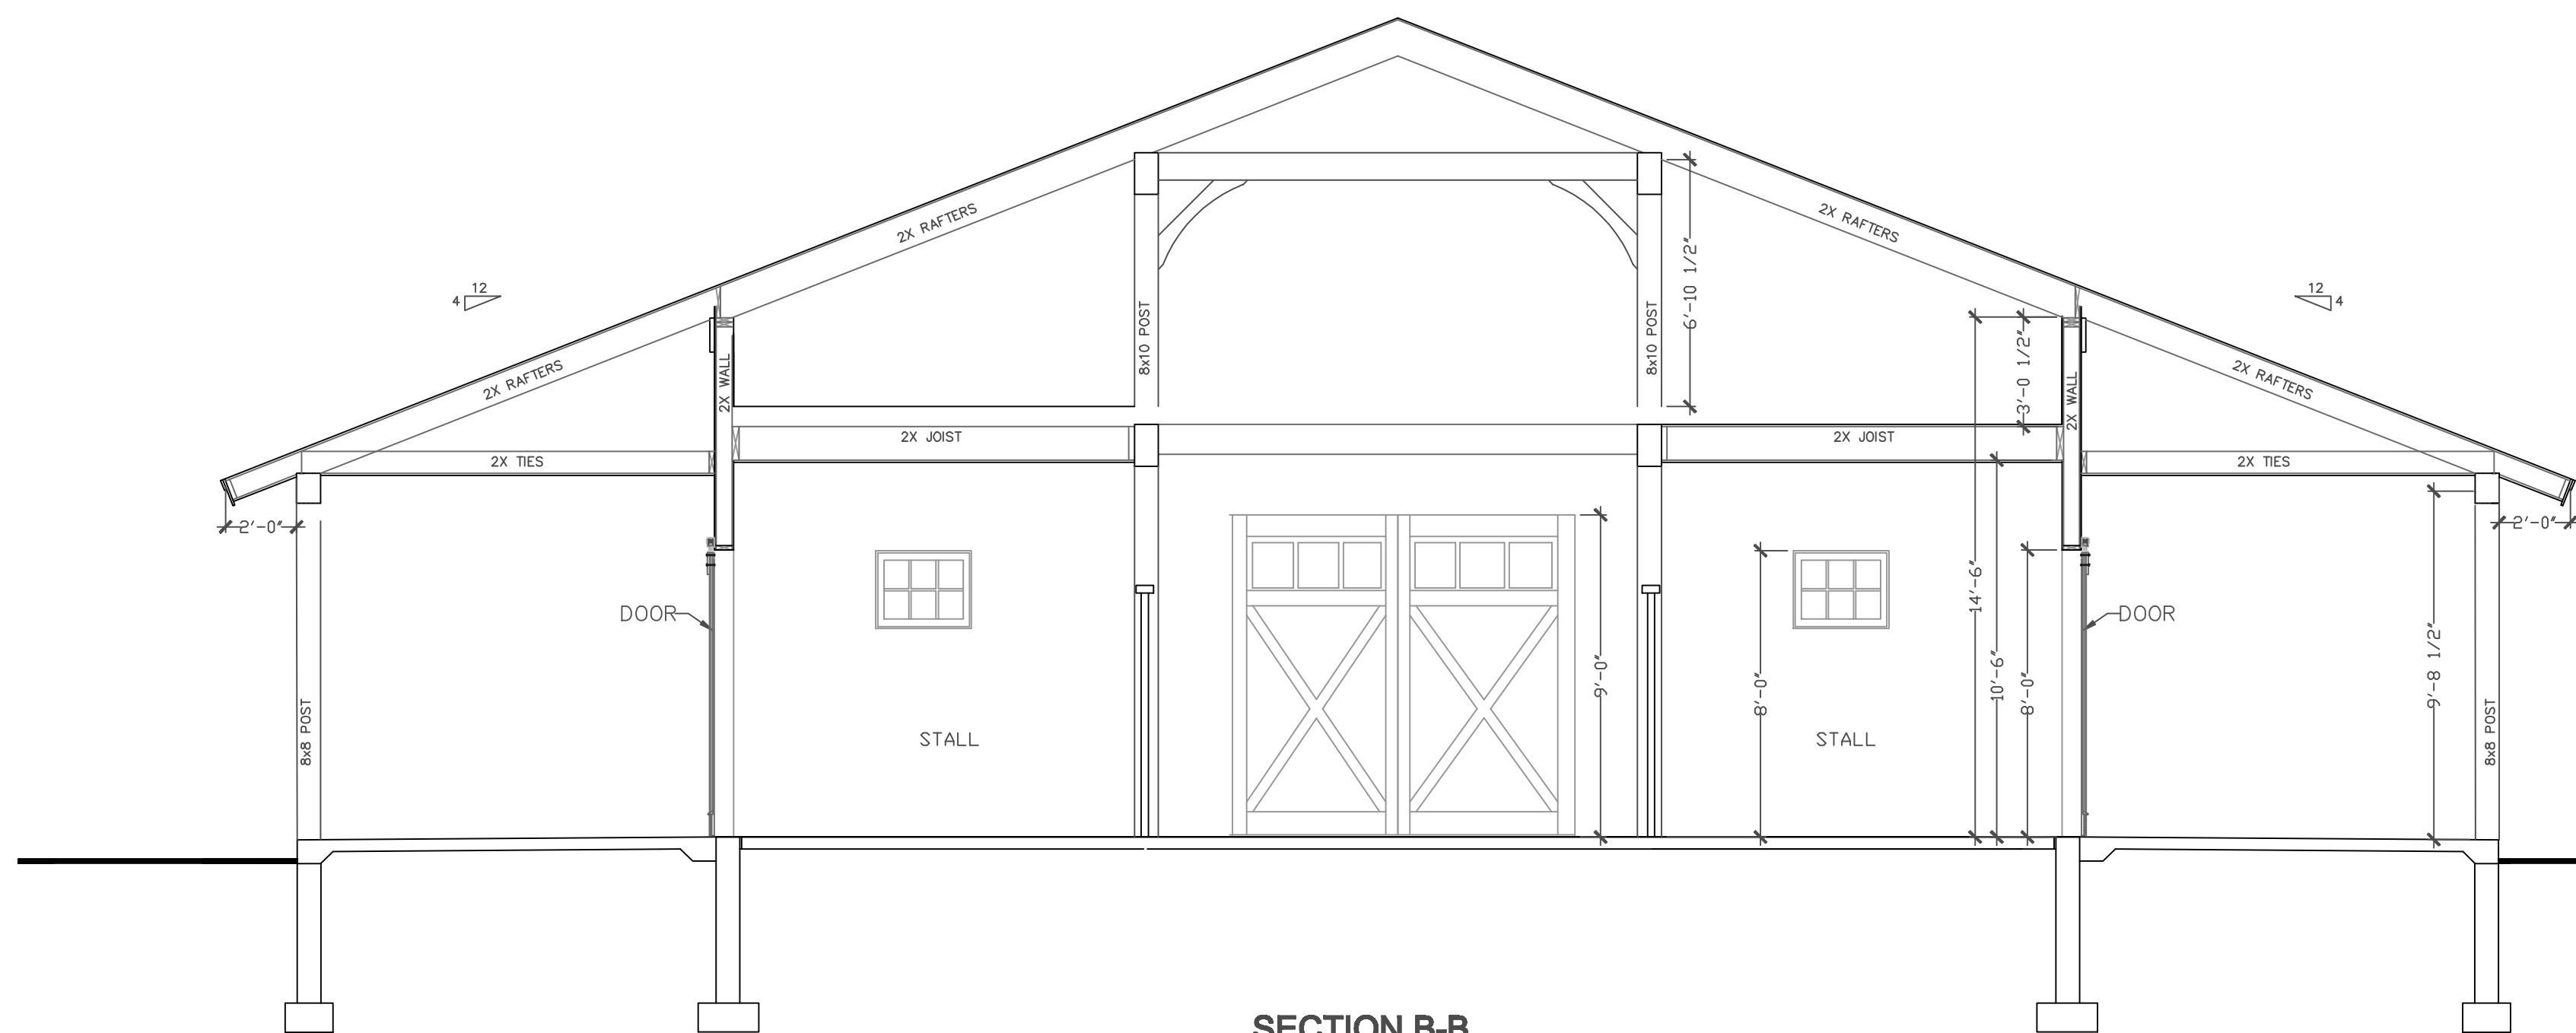 2X RAFTERS
2X RAFTERS
6'-10 1/2"
12
4
12
4
8x10 POST
8x10 POST
3'-0 1/2"
2X RAFTERS
2X WALL
2X WALL
2X RAFTERS
2X TIES
2X JOIST
2X JOIST
2X TIES
2'-0"
2'-0"
DOOR
14'-6"
DOOR
9'-0"
10'-6"
8'-0"
8'-0"
9'-8 1/2"
8x8 POST
STALL
STALL
8x8 POST
SECTION B-B